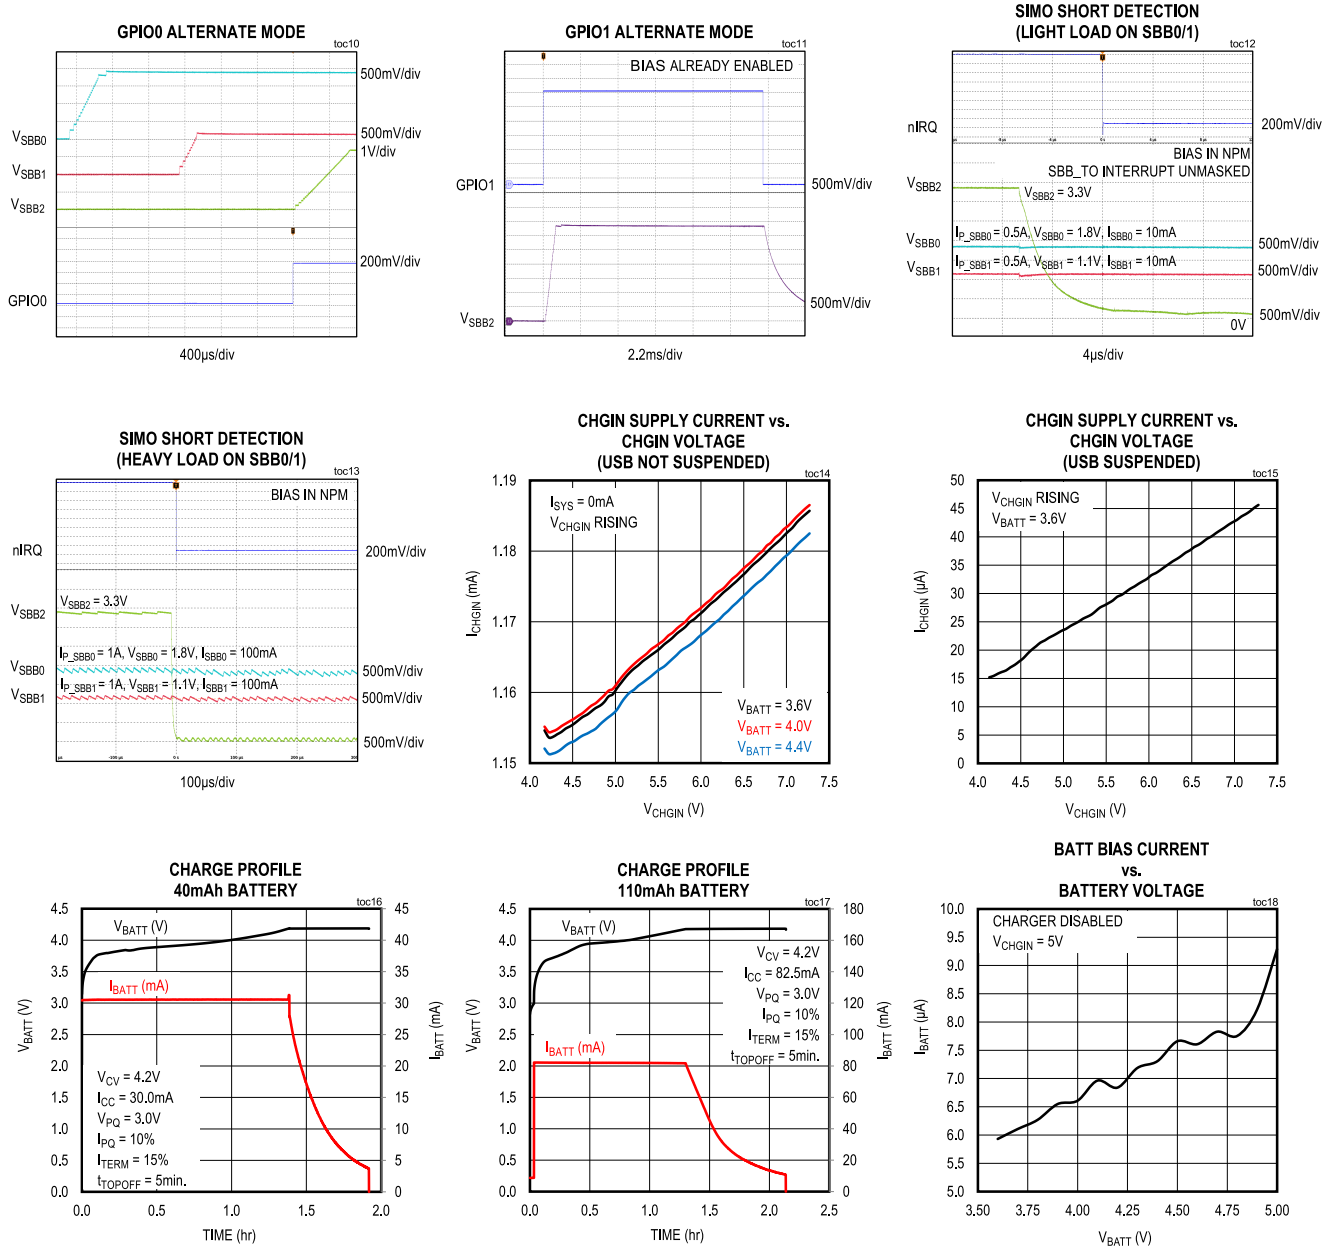 GPIO0 ALTERNATE MODE
toc10
500mV/div
VSBB0
500mV/div
1V/div
VSBB1
VSBB2
200mV/div
GPIO0
400µs/div
GPIO1 ALTERNATE MODE
toc11
BIAS ALREADY ENABLED
GPIO1
500mV/div
500mV/div
VSBB2
2.2ms/div
SIMO SHORT DETECTION
(LIGHT LOAD ON SBB0/1)
toc12
nIRQ
200mV/div
BIAS IN NPM
SBB_TO INTERRUPT UNMASKED
VSBB2
VSBB2 = 3.3V
IP_SBB0 = 0.5A, VSBB0 = 1.8V, ISBB0 = 10mA
VSBB0
500mV/div
IP_SBB1 = 0.5A, VSBB1 = 1.1V, ISBB1 = 10mA
VSBB1
500mV/div
500mV/div
0V
4µs/div
SIMO SHORT DETECTION
(HEAVY LOAD ON SBB0/1)
toc13
BIAS IN NPM
nIRQ
200mV/div
VSBB2 = 3.3V
VSBB2
IP_SBB0 = 1A, VSBB0 = 1.8V, ISBB0 = 100mA
VSBB0
500mV/div
IP_SBB1 = 1A, VSBB1 = 1.1V, ISBB1 = 100mA
VSBB1
500mV/div
500mV/div
-100 µs 0 s 100 µs 200 µs 300
100µs/div
CHGIN SUPPLY CURRENT vs.
CHGIN VOLTAGE
(USB NOT SUSPENDED)
toc14
1.19
ISYS = 0mA
VCHGIN RISING
1.18
ICHGIN (mA)
1.17
1.16
VBATT = 3.6V
VBATT = 4.0V
VBATT = 4.4V
1.15
4.0 4.5 5.0 5.5 6.0 6.5 7.0 7.5
VCHGIN (V)
CHGIN SUPPLY CURRENT vs.
CHGIN VOLTAGE
(USB SUSPENDED)
toc15
VCHGIN RISING
VBATT = 3.6V
50
45
40
35
30
25
20
15
10
5
0
ICHGIN (µA)
4.0 4.5 5.0 5.5 6.0 6.5 7.0 7.5
VCHGIN (V)
CHARGE PROFILE
40mAh BATTERY
toc16
4.5
4.0
3.5
3.0
2.5
2.0
1.5
1.0
0.5
0.0
VBATT (V)
VBATT (V)
IBATT (mA)
VCV = 4.2V
ICC = 30.0mA
VPQ = 3.0V
IPQ = 10%
ITERM = 15%
tTOPOFF = 5min.
45
40
35
30
25
20
15
10
5
0
IBATT (mA)
0.0 0.5 1.0 1.5 2.0
TIME (hr)
CHARGE PROFILE
110mAh BATTERY
toc17
4.5
4.0
3.5
3.0
2.5
2.0
1.5
1.0
0.5
0.0
VBATT (V)
VBATT (V)
VCV = 4.2V
ICC = 82.5mA
VPQ = 3.0V
IPQ = 10%
ITERM = 15%
tTOPOFF = 5min.
IBATT (mA)
180
160
140
120
100
80
60
40
20
0
IBATT (mA)
0.0 0.5 1.0 1.5 2.0 2.5
TIME (hr)
BATT BIAS CURRENT
vs.
BATTERY VOLTAGE
toc18
CHARGER DISABLED
VCHGIN = 5V
10.0
9.5
9.0
8.5
8.0
7.5
7.0
6.5
6.0
5.5
5.0
IBATT (µA)
3.50 3.75 4.00 4.25 4.50 4.75 5.00
VBATT (V)